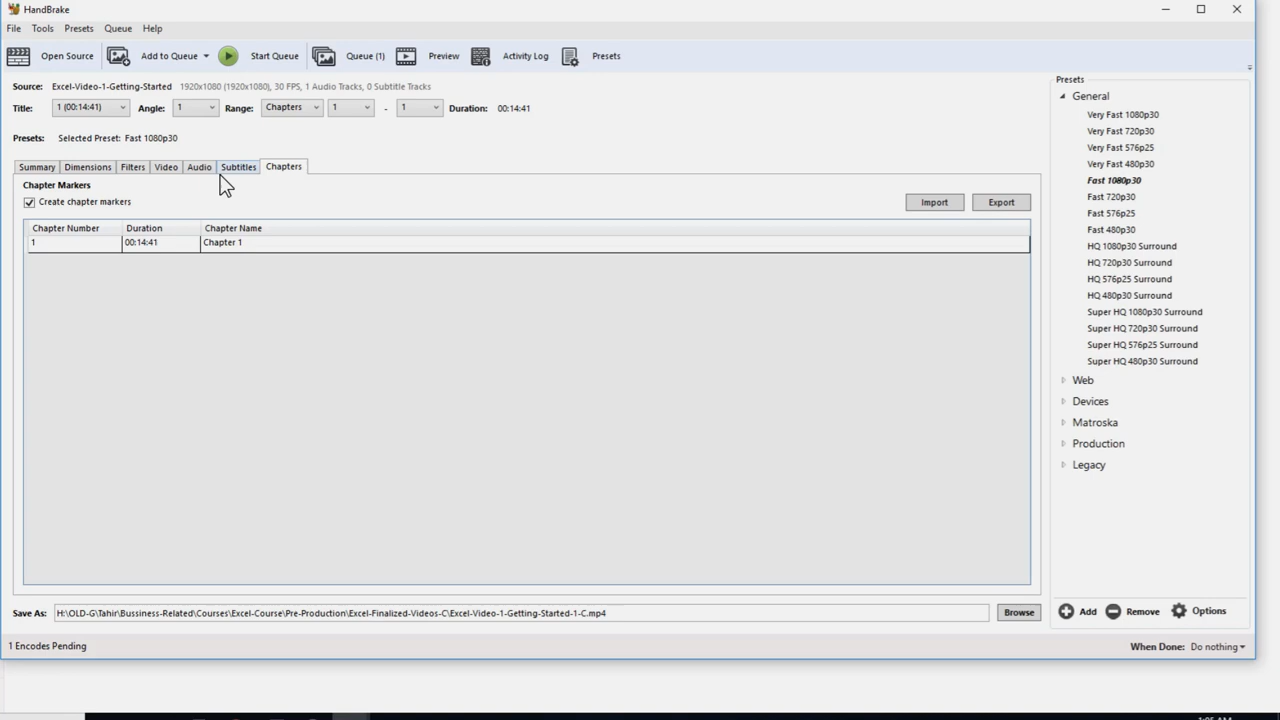 HandBrake
File Tools Presets Queue Help
Open Source Add to Queue Start Queue Queue (1) Preview Activity Log Presets
Source: Excel-Video-1-Getting-Started 1920x1080 (1920x1080), 30 FPS, 1 Audio Tracks, 0 Subtitle Tracks
Title: 1 (00:14:41) Angle: 1 Range: Chapters 1 - 1 Duration: 00:14:41
Presets: Selected Preset: Fast 1080p30
Summary Dimensions Filters Video Audio Subtitles Chapters
Chapter Markers
Create chapter markers
Import Export
Chapter Number Duration Chapter Name
1 00:14:41 Chapter 1
Save As: H:\OLD-G\Tahir\Bussiness-Related\Courses\Excel-Course\Pre-Production\Excel-Finalized-Videos-C\Excel-Video-1-Getting-Started-1-C.mp4 Browse
1 Encodes Pending
Presets
General
Very Fast 1080p30
Very Fast 720p30
Very Fast 576p25
Very Fast 480p30
Fast 1080p30
Fast 720p30
Fast 576p25
Fast 480p30
HQ 1080p30 Surround
HQ 720p30 Surround
HQ 576p25 Surround
HQ 480p30 Surround
Super HQ 1080p30 Surround
Super HQ 720p30 Surround
Super HQ 576p25 Surround
Super HQ 480p30 Surround
Web
Devices
Matroska
Production
Legacy
Add Remove Options
When Done: Do nothing